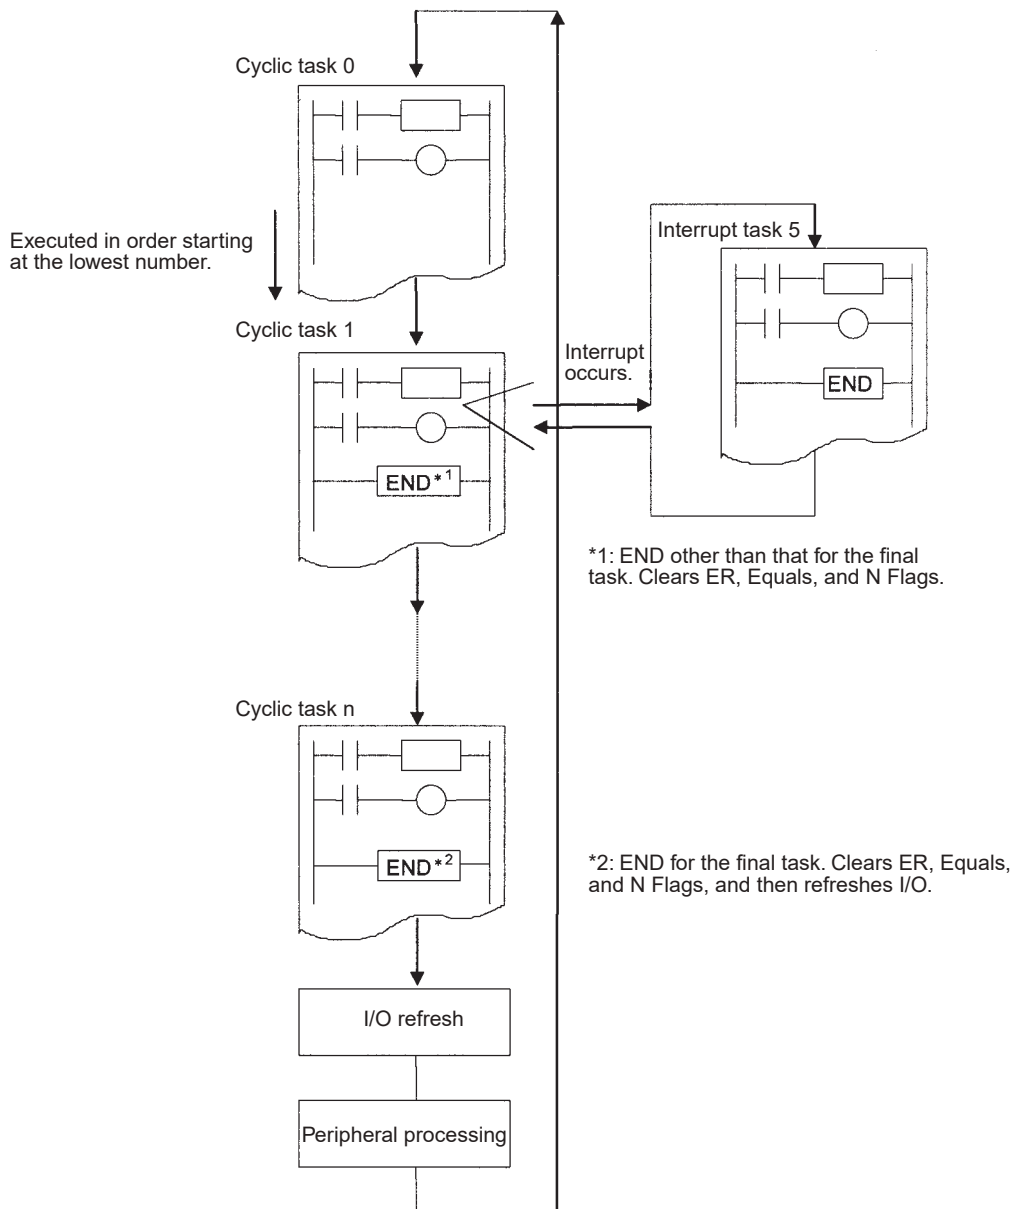 Cyclic task 0
Executed in order starting
at the lowest number.
Interrupt task 5
END
Cyclic task 1
Interrupt
occurs.
END*1
*1: END other than that for the final
task. Clears ER, Equals, and N Flags.
Cyclic task n
END*2
*2: END for the final task. Clears ER, Equals,
and N Flags, and then refreshes I/O.
I/O refresh
Peripheral processing